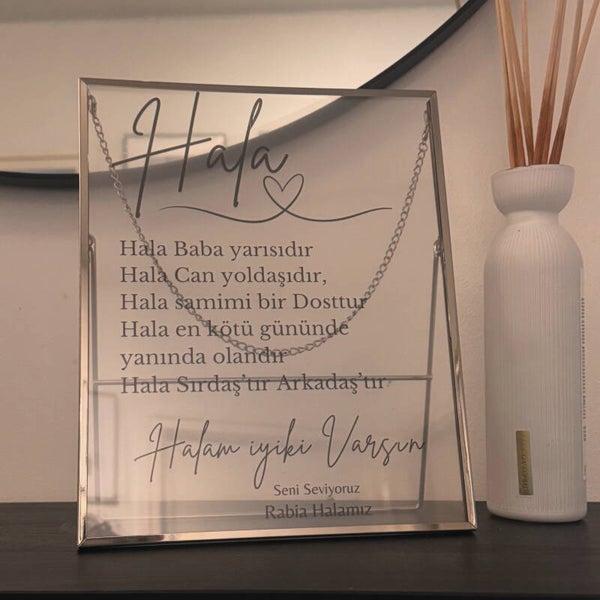 Hala
Hala Baba yarısıdır
Hala Can yoldaşıdır,
Hala samimi bir Dosttur
Hala en kötü gününde
yanında olandır
Hala Sırdaş'tır Arkadaş'tır
Halam iyiki Varsın
Seni Seviyoruz
Rabia Halamız